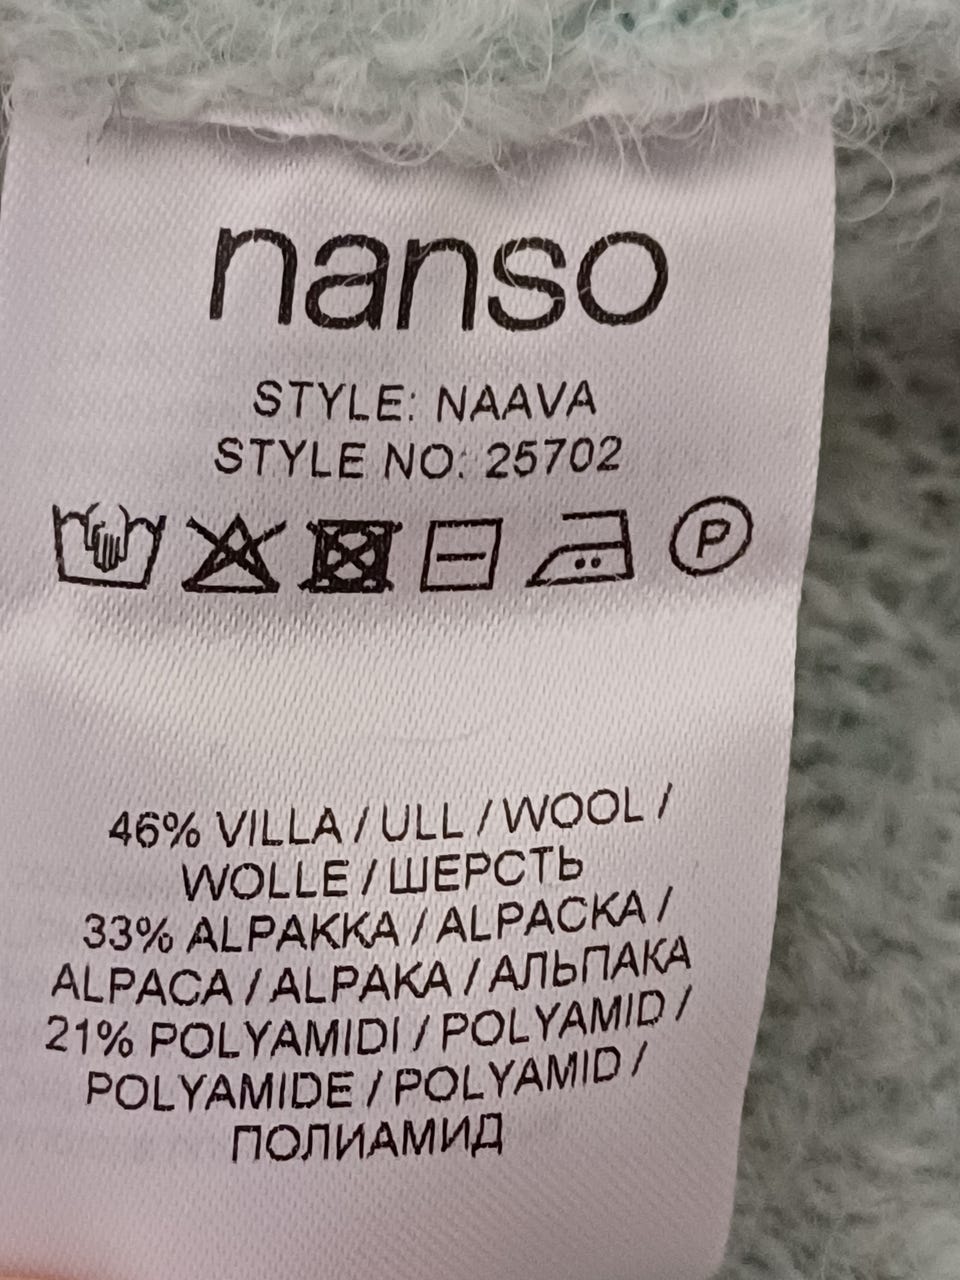 nanso
STYLE: NAAVA
STYLE NO: 25702
P
46% VILLA / ULL / WOOL /
WOLLE / ШЕРСТЬ
33% ALPAKKA / ALPACKA /
ALPACA / ALPAKA / АЛЬПАКА
21% POLYAMIDI / POLYAMID /
POLYAMIDE / POLYAMID /
ПОЛИАМИД